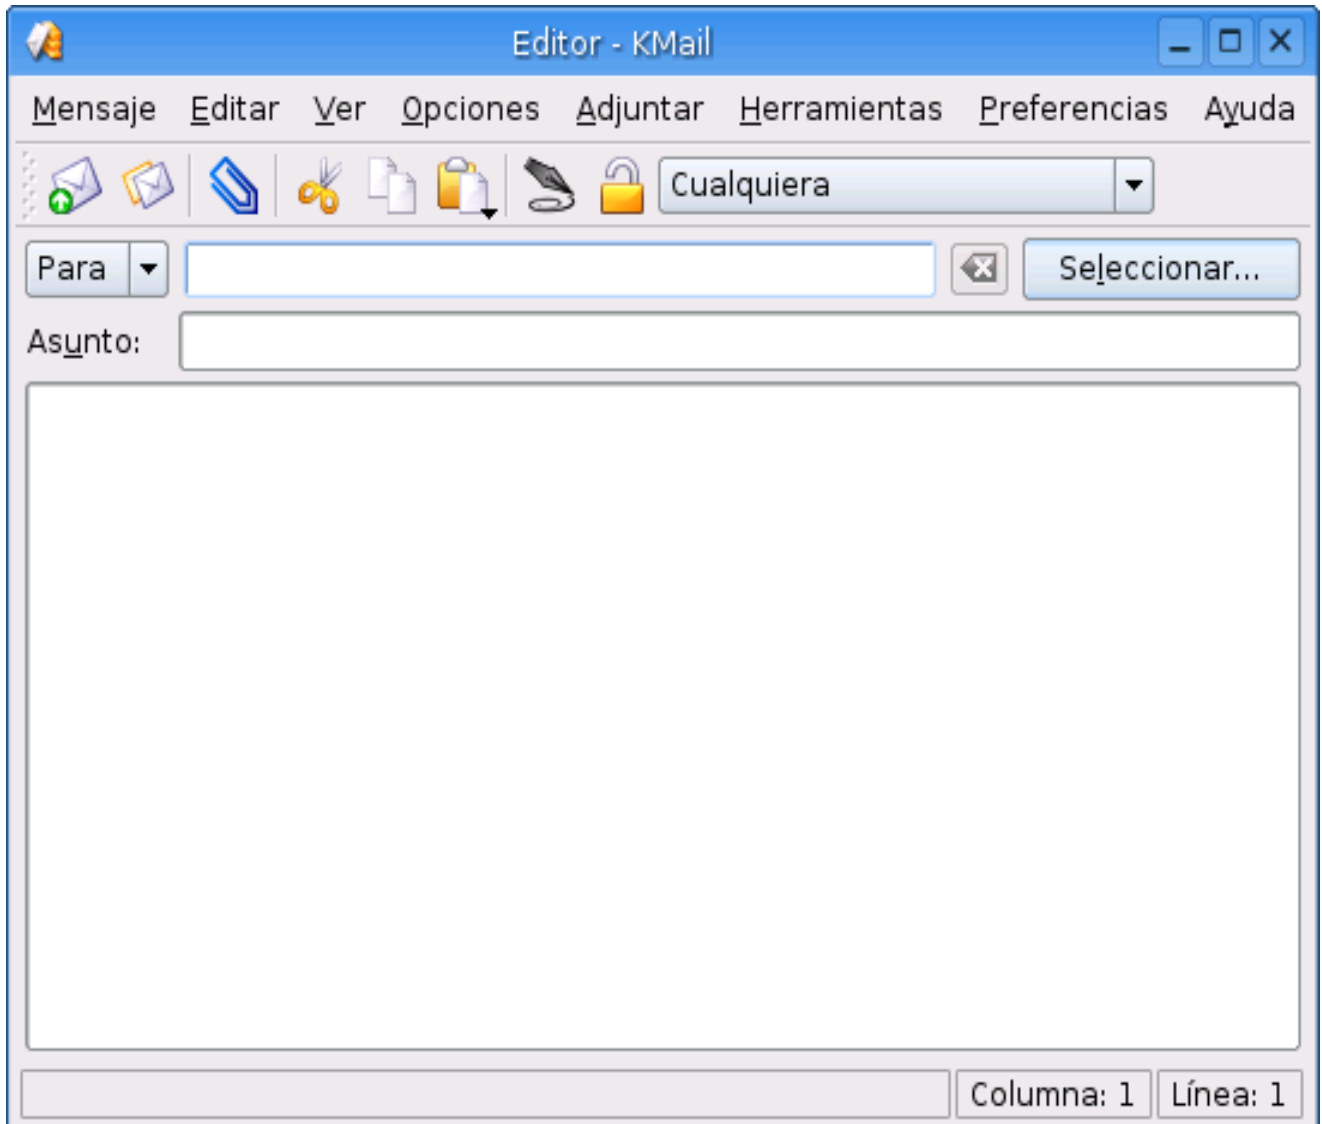 Editor - KMail
Mensaje Editar Ver Opciones Adjuntar Herramientas Preferencias Ayuda
Cualquiera
Para Seleccionar...
Asunto:
Columna: 1 Línea: 1